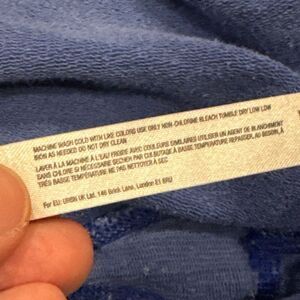 MACHINE WASH COLD WITH LIKE COLORS USE ONLY NON-CHLORINE BLEACH TUMBLE DRY LOW LOW
IRON AS NEEDED DO NOT DRY CLEAN
LAVER À LA MACHINE À L'EAU FROIDE AVEC COULEURS SIMILAIRES UTILISER UN AGENT DE BLANCHIMENT
SANS CHLORE SI NÉCESSAIRE SÉCHER PAR CULBUTAGE À BASSE TEMPÉRATURE REPASSER, AU BESOIN, À
TRÈS BASSE TEMPÉRATURE NE PAS NETTOYER À SEC
For EU: URBN UK Ltd. 146 Brick Lane, London E1 6RU